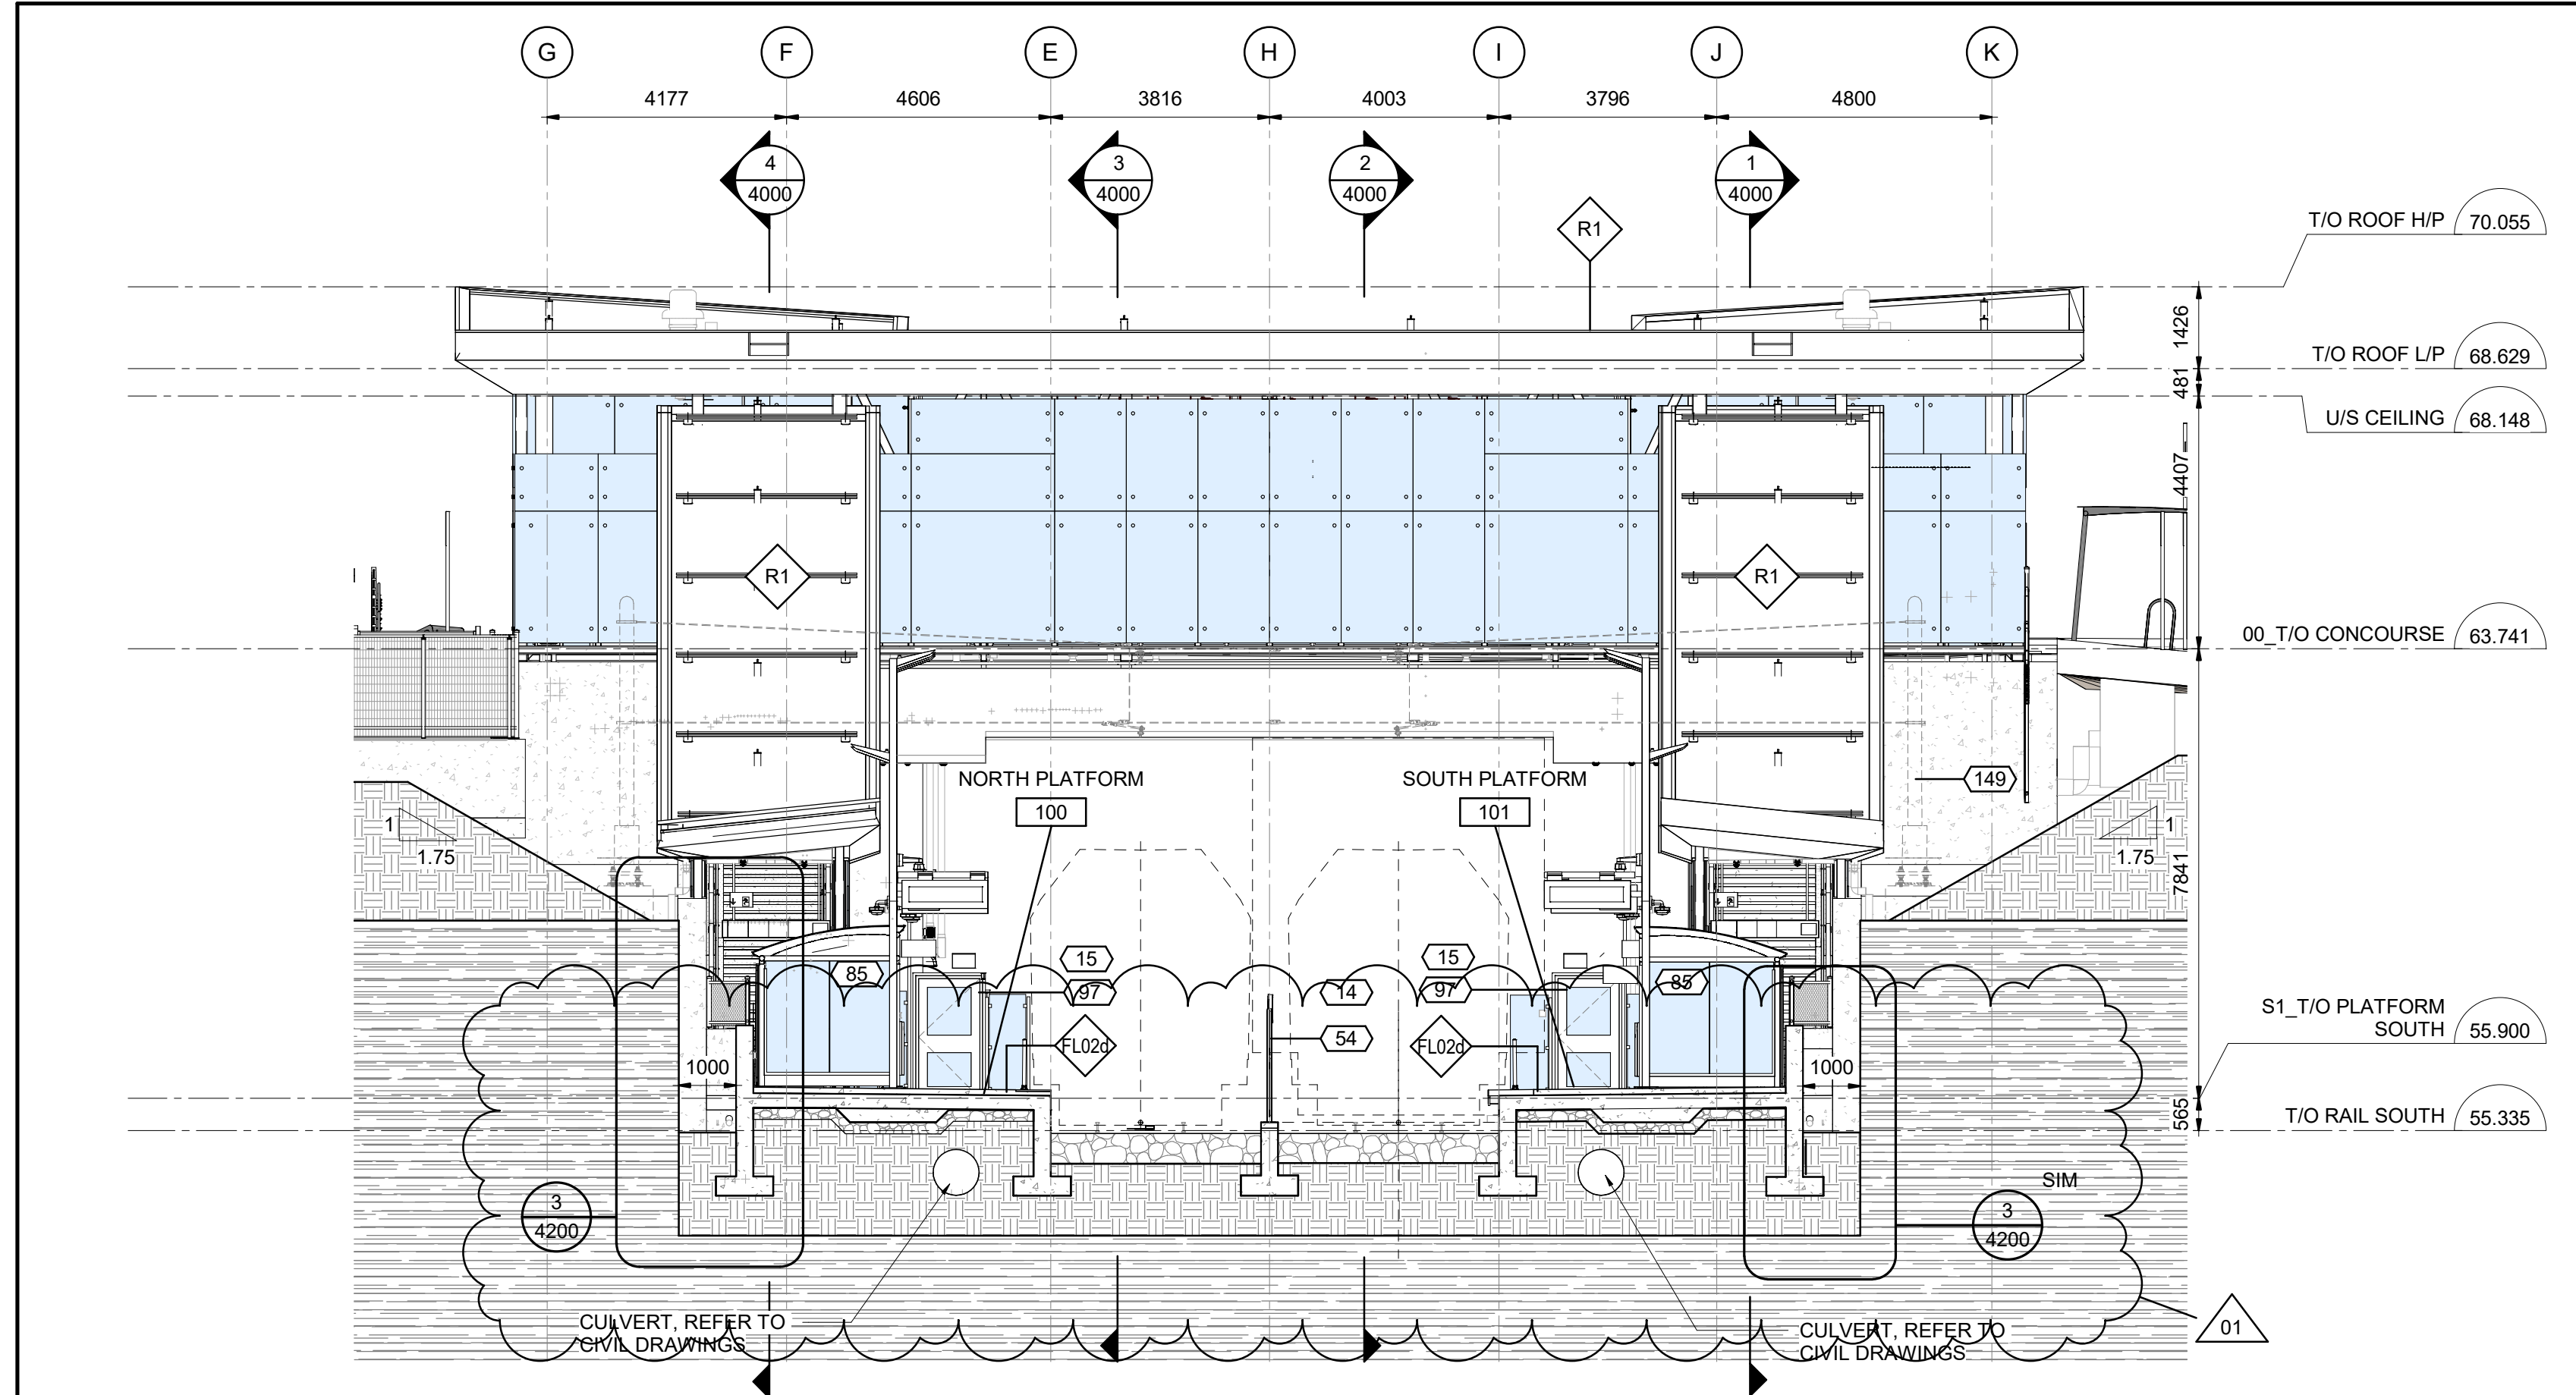 G F E H I J K
4177 4606 3816 4003 3796 4800
4 3 2 1
4000 4000 4000 4000
R1
T/O ROOF H/P 70.055
1426
T/O ROOF L/P 68.629
481
U/S CEILING 68.148
4407
R1 R1
00_T/O CONCOURSE 63.741
NORTH PLATFORM SOUTH PLATFORM
100 101
149
1 1
1.75 1.75
7841
15 15
85 85
97 14 97
54
FL02d FL02d
S1_T/O PLATFORM
SOUTH 55.900
1000 1000
565
T/O RAIL SOUTH 55.335
SIM
3 3
4200 4200
CULVERT, REFER TO
CIVIL DRAWINGS
CULVERT, REFER TO
CIVIL DRAWINGS
01